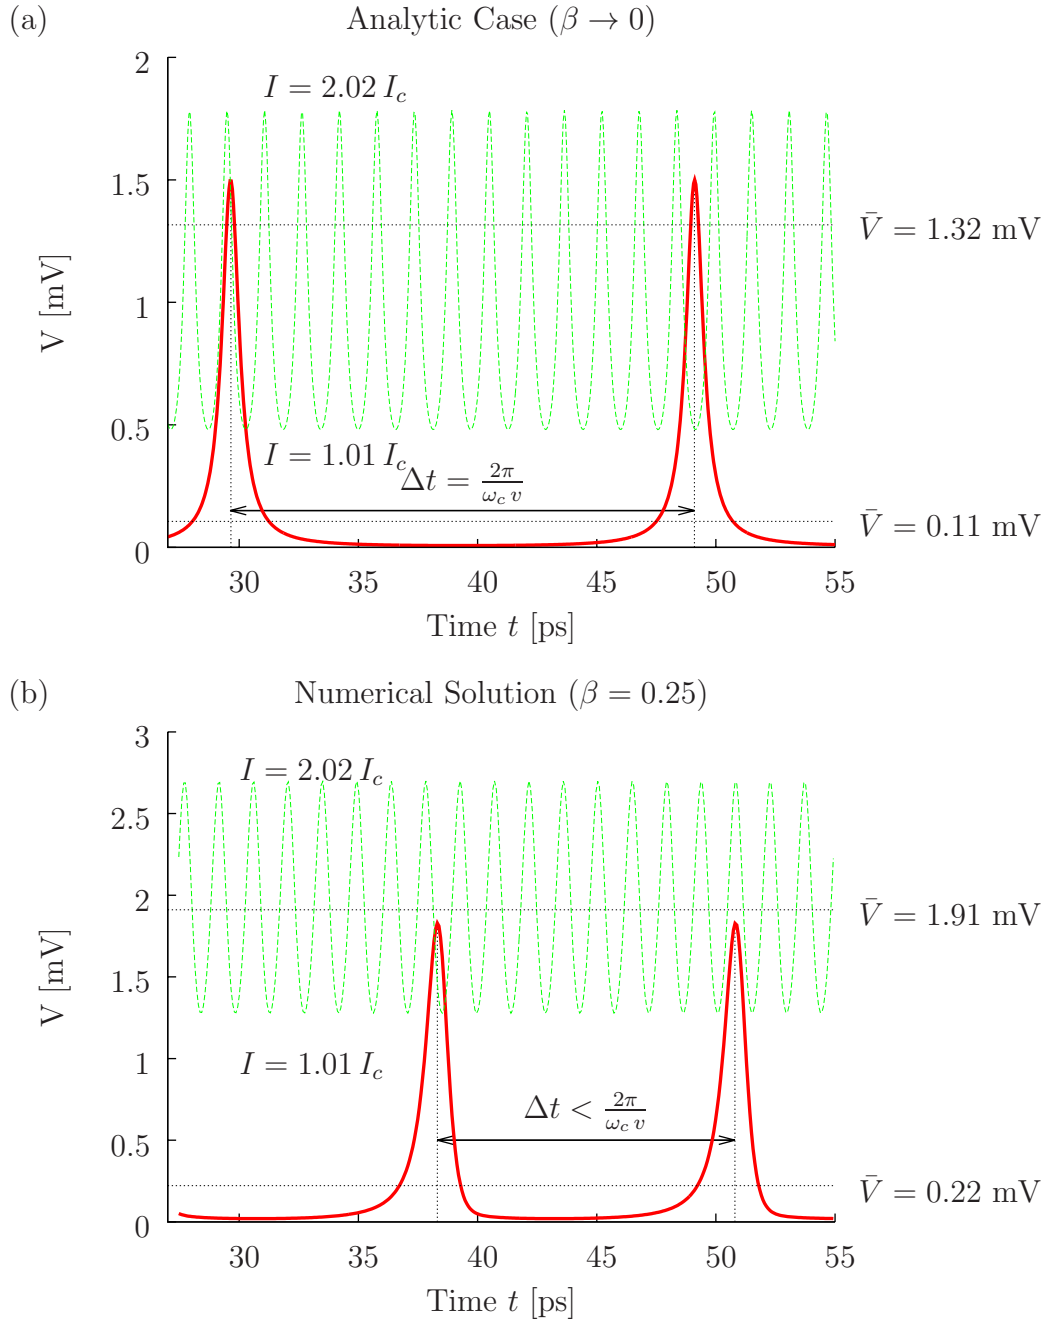 (a)
Analytic Case (β → 0)
2
I = 2.02 I_c
1.5
V̄ = 1.32 mV
V [mV]
1
0.5
I = 1.01 I_c
Δt = 2π/(ω_c v)
V̄ = 0.11 mV
0
30 35 40 45 50 55
Time t [ps]
(b)
Numerical Solution (β = 0.25)
3
I = 2.02 I_c
2.5
2
V̄ = 1.91 mV
V [mV]
1.5
1
I = 1.01 I_c
Δt < 2π/(ω_c v)
0.5
V̄ = 0.22 mV
0
30 35 40 45 50 55
Time t [ps]